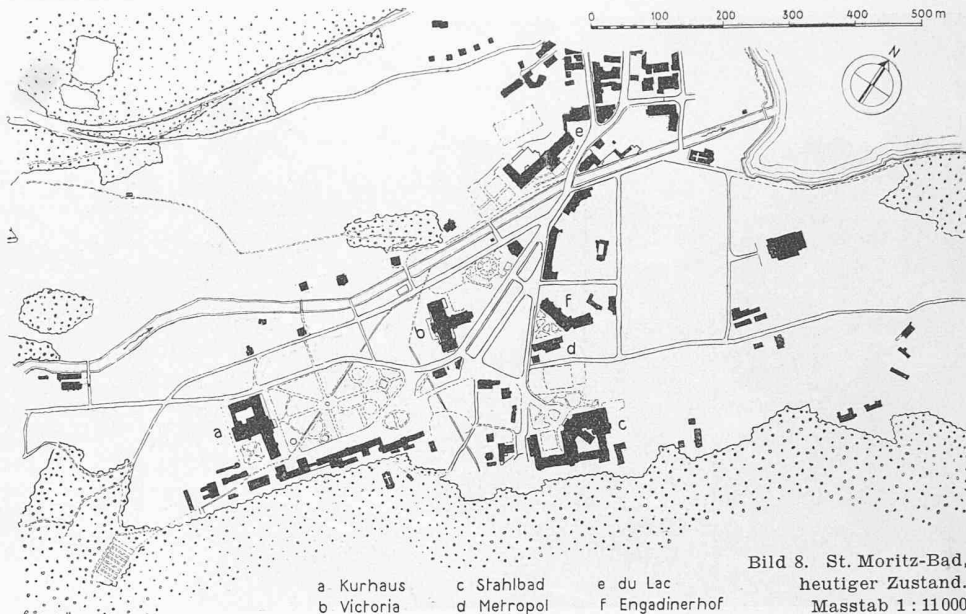 0 100 200 300 400 500 m
N
e
f
b
d
a
c
a Kurhaus c Stahlbad e du Lac
b Victoria d Metropol f Engadinerhof
Bild 8. St. Moritz-Bad,
heutiger Zustand.
Masstab 1 : 11000